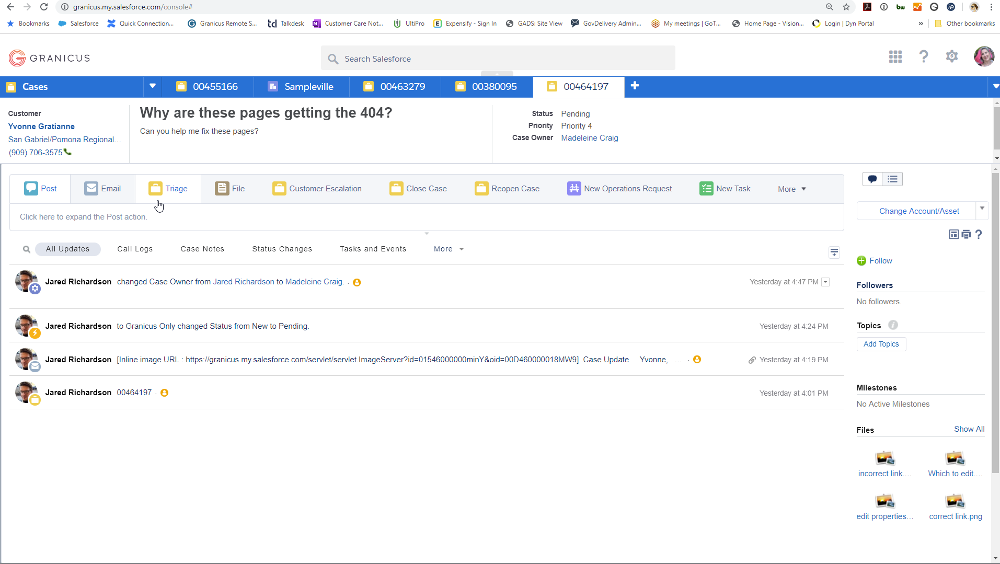 granicus.my.salesforce.com/console#
Bookmarks Salesforce Quick Connection... Granicus Remote S... Talkdesk Customer Care Not... UltiPro Expensify - Sign In GADS: Site View GovDelivery Admin... My meetings | GoT... Home Page - Vision... Login | Dyn Portal » Other bookmarks
GRANICUS
Search Salesforce
Cases 00455166 Sampleville 00463279 00380095 00464197
Customer
Yvonne Gratianne
San Gabriel/Pomona Regional...
(909) 706-3575
Why are these pages getting the 404?
Can you help me fix these pages?
Status Pending
Priority Priority 4
Case Owner Madeleine Craig
Post Email Triage File Customer Escalation Close Case Reopen Case New Operations Request New Task More
Click here to expand the Post action.
All Updates Call Logs Case Notes Status Changes Tasks and Events More
Jared Richardson changed Case Owner from Jared Richardson to Madeleine Craig. Yesterday at 4:47 PM
Jared Richardson to Granicus Only changed Status from New to Pending. Yesterday at 4:24 PM
Jared Richardson [Inline image URL : https://granicus.my.salesforce.com/servlet/servlet.ImageServer?id=01546000000minY&oid=00D460000018MW9] Case Update Yvonne, ... Yesterday at 4:19 PM
Jared Richardson 00464197 Yesterday at 4:01 PM
Change Account/Asset
Follow
Followers
No followers.
Topics
Add Topics
Milestones
No Active Milestones
Files Show All
incorrect link.... Which to edit....
edit properties... correct link.png